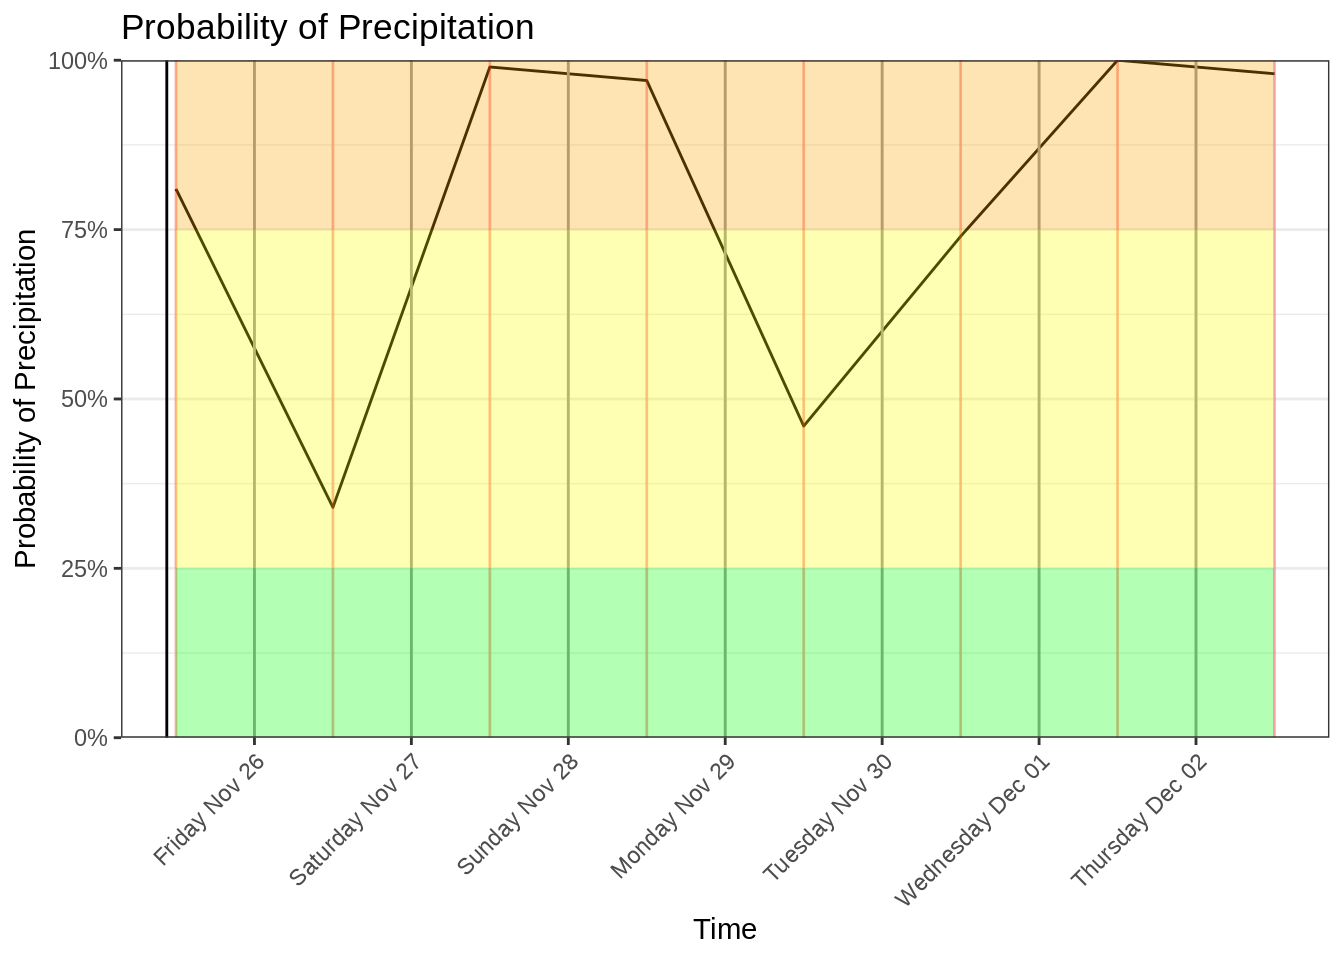 Probability of Precipitation
Probability of Precipitation
100%
75%
50%
25%
0%
Friday Nov 26
Saturday Nov 27
Sunday Nov 28
Monday Nov 29
Tuesday Nov 30
Wednesday Dec 01
Thursday Dec 02
Time